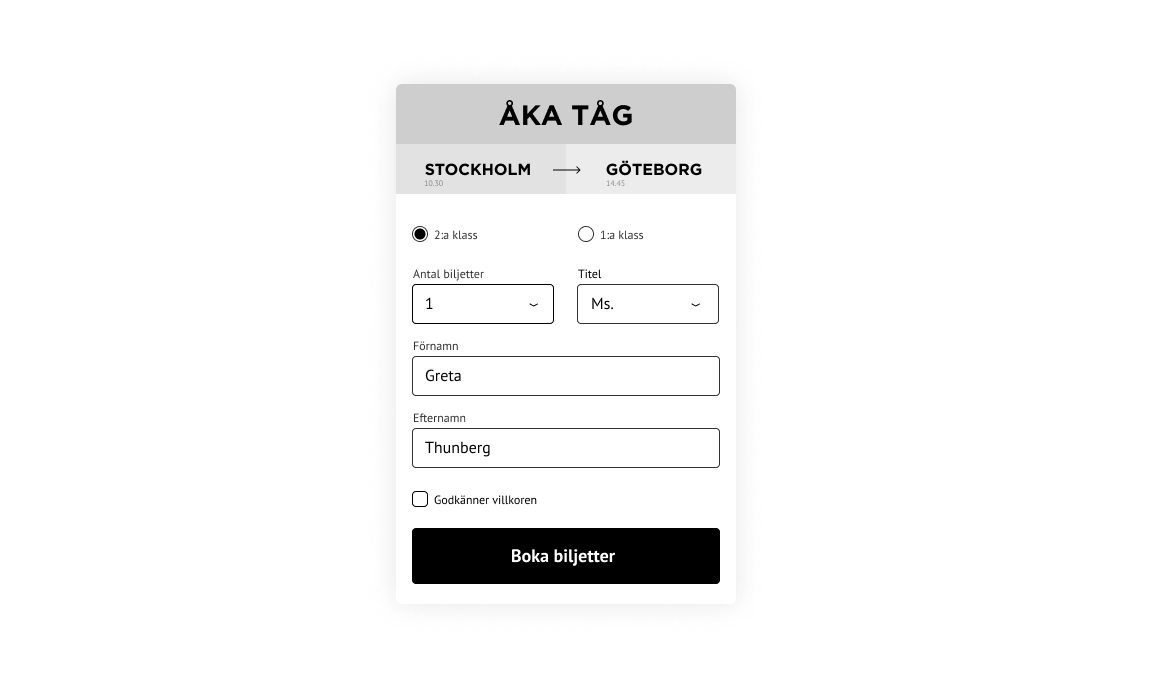 ÅKA TÅG
STOCKHOLM GÖTEBORG
10.30 14.45
2:a klass 1:a klass
Antal biljetter Titel
1 Ms.
Förnamn
Greta
Efternamn
Thunberg
Godkänner villkoren
Boka biljetter